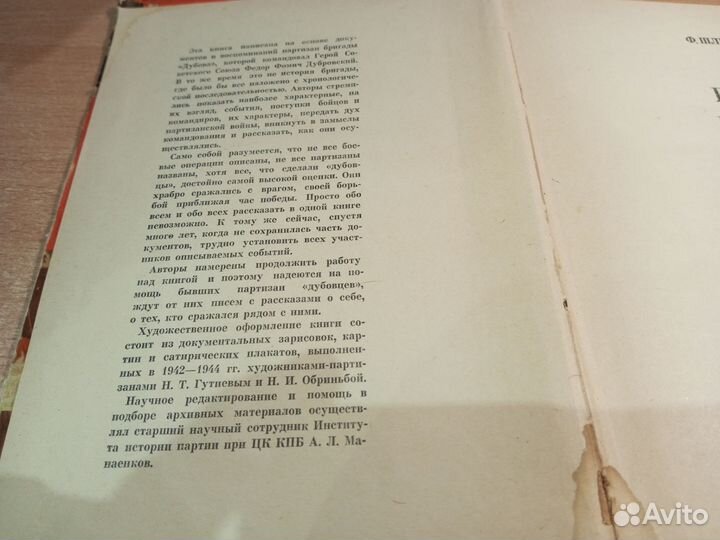 Эта книга написана на основе доку-
ментов и воспоминаний партизан бригады
«Дубова», которой командовал Герой Со-
ветского Союза Федор Фомич Дубровский.
В то же время это не история бригады,
где было бы все изложено с хронологиче-
ской последовательностью. Авторы стреми-
лись показать наиболее характерные, на
их взгляд, события, поступки бойцов и
командиров, их характеры, передать дух
партизанской войны, вникнуть в замыслы
командования и рассказать, как они осу-
ществлялись.
Само собой разумеется, что не все бое-
вые операции описаны, не все партизаны
названы, хотя все, что сделали «дубов-
цы», достойно самой высокой оценки. Они
храбро сражались с врагом, своей борь-
бой приближая час победы. Просто обо
всем и обо всех рассказать в одной книге
невозможно. К тому же сейчас, спустя
много лет, когда не сохранилась часть до-
кументов, трудно установить всех участ-
ников описываемых событий.
Авторы намерены продолжить работу
над книгой и поэтому надеются на по-
мощь бывших партизан «дубовцев»,
ждут от них писем с рассказами о себе,
о тех, кто сражался рядом с ними.
Художественное оформление книги со-
стоит из документальных зарисовок, кар-
тин и сатирических плакатов, выполнен-
ных в 1942—1944 гг. художниками-парти-
занами Н. Т. Гутиевым и Н. И. Обриньбой.
Научное редактирование и помощь в
подборе архивных материалов осуществ-
лял старший научный сотрудник Институ-
та истории партии при ЦК КПБ А. Л. Ма-
наенков.
Ф. ШЛ
Avito